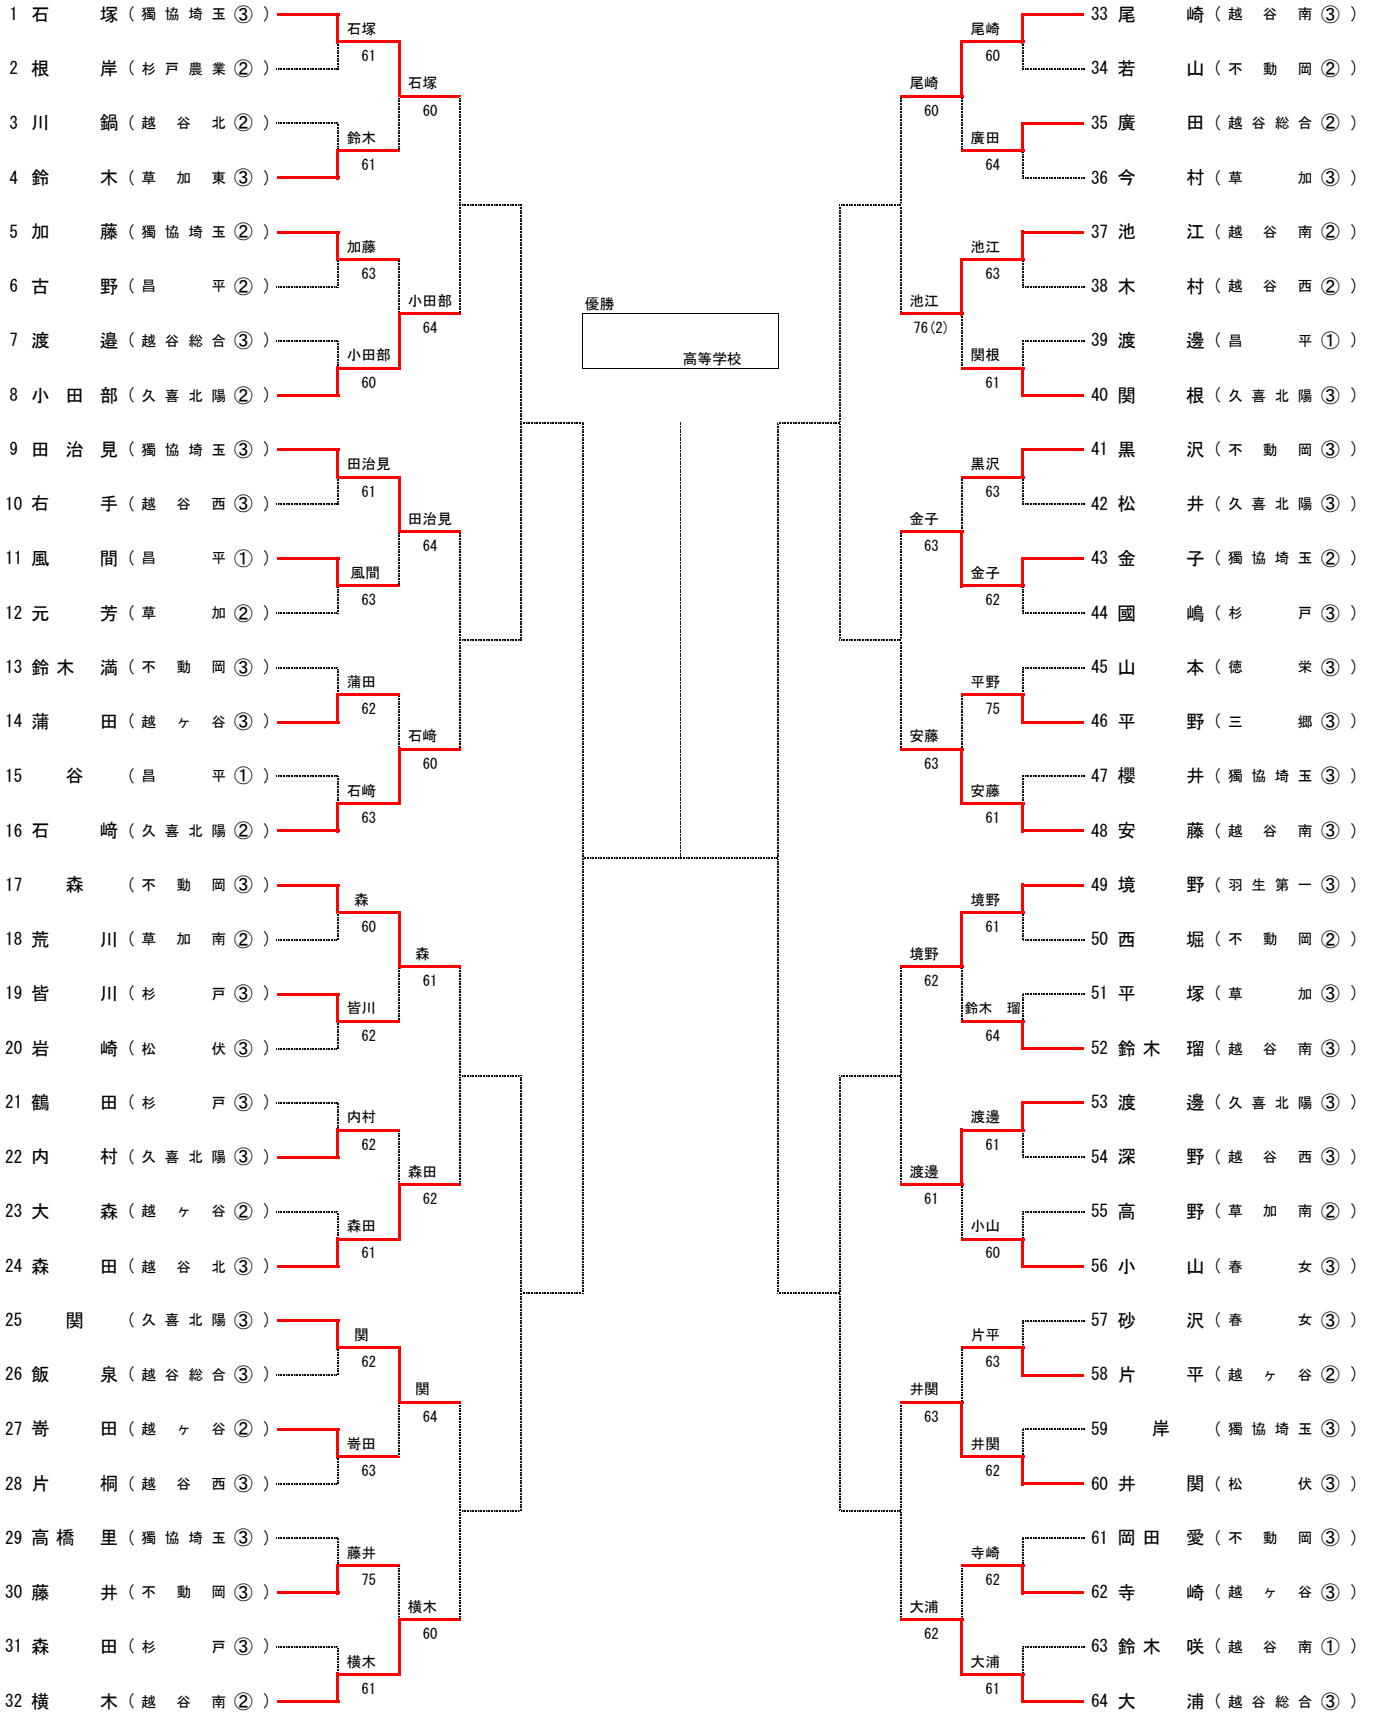 1 石塚（獨協埼玉③）
2 根岸（杉戸農業②）
3 川鍋（越谷北②）
4 鈴木（草加東③）
5 加藤（獨協埼玉②）
6 古野（昌平②）
7 渡邉（越谷総合③）
8 小田部（久喜北陽②）
9 田治見（獨協埼玉③）
10 右手（越谷西③）
11 風間（昌平①）
12 元芳（草加②）
13 鈴木満（不動岡③）
14 蒲田（越ヶ谷③）
15 谷（昌平①）
16 石﨑（久喜北陽②）
17 森（不動岡③）
18 荒川（草加南②）
19 皆川（杉戸③）
20 岩崎（松伏③）
21 鶴田（杉戸③）
22 内村（久喜北陽③）
23 大森（越ヶ谷②）
24 森田（越谷北③）
25 関（久喜北陽③）
26 飯泉（越谷総合③）
27 嵜田（越ヶ谷②）
28 片桐（越谷西③）
29 高橋里（獨協埼玉③）
30 藤井（不動岡③）
31 森田（杉戸③）
32 横木（越谷南②）
石塚
61
鈴木
61
加藤
63
小田部
60
田治見
61
風間
63
蒲田
62
石﨑
63
森
60
皆川
62
内村
62
森田
61
関
62
嵜田
63
藤井
75
横木
61
石塚
60
小田部
64
田治見
64
石﨑
60
森
61
森田
62
関
64
横木
60
優勝
高等学校
尾崎
60
池江
76(2)
金子
63
安藤
63
境野
62
渡邊
61
井関
63
大浦
62
尾崎
60
廣田
64
池江
63
関根
61
黒沢
63
金子
62
平野
75
安藤
61
境野
61
鈴木　瑠
64
渡邊
61
小山
60
片平
63
井関
62
寺崎
62
大浦
61
33 尾崎（越谷南③）
34 若山（不動岡②）
35 廣田（越谷総合②）
36 今村（草加③）
37 池江（越谷南②）
38 木村（越谷西②）
39 渡邊（昌平①）
40 関根（久喜北陽③）
41 黒沢（不動岡③）
42 松井（久喜北陽③）
43 金子（獨協埼玉②）
44 國嶋（杉戸③）
45 山本（徳栄③）
46 平野（三郷③）
47 櫻井（獨協埼玉③）
48 安藤（越谷南③）
49 境野（羽生第一③）
50 西堀（不動岡②）
51 平塚（草加③）
52 鈴木瑠（越谷南③）
53 渡邊（久喜北陽③）
54 深野（越谷西③）
55 高野（草加南②）
56 小山（春女③）
57 砂沢（春女③）
58 片平（越ヶ谷②）
59 岸（獨協埼玉③）
60 井関（松伏③）
61 岡田愛（不動岡③）
62 寺崎（越ヶ谷③）
63 鈴木咲（越谷南①）
64 大浦（越谷総合③）